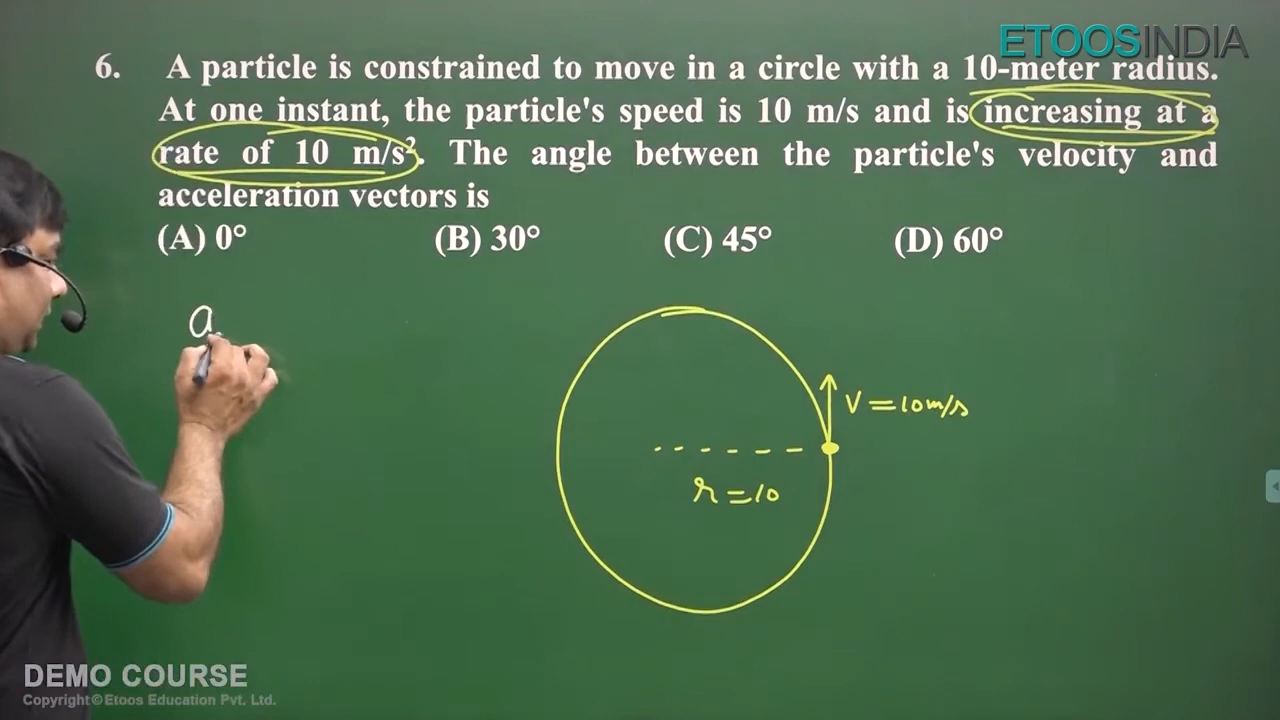 ETOOSINDIA
6. A particle is constrained to move in a circle with a 10-meter radius.
At one instant, the particle's speed is 10 m/s and is increasing at a
rate of 10 m/s². The angle between the particle's velocity and
acceleration vectors is
(A) 0° (B) 30° (C) 45° (D) 60°
a
V = 10 m/s
r = 10
DEMO COURSE
Copyright © Etoos Education Pvt. Ltd.